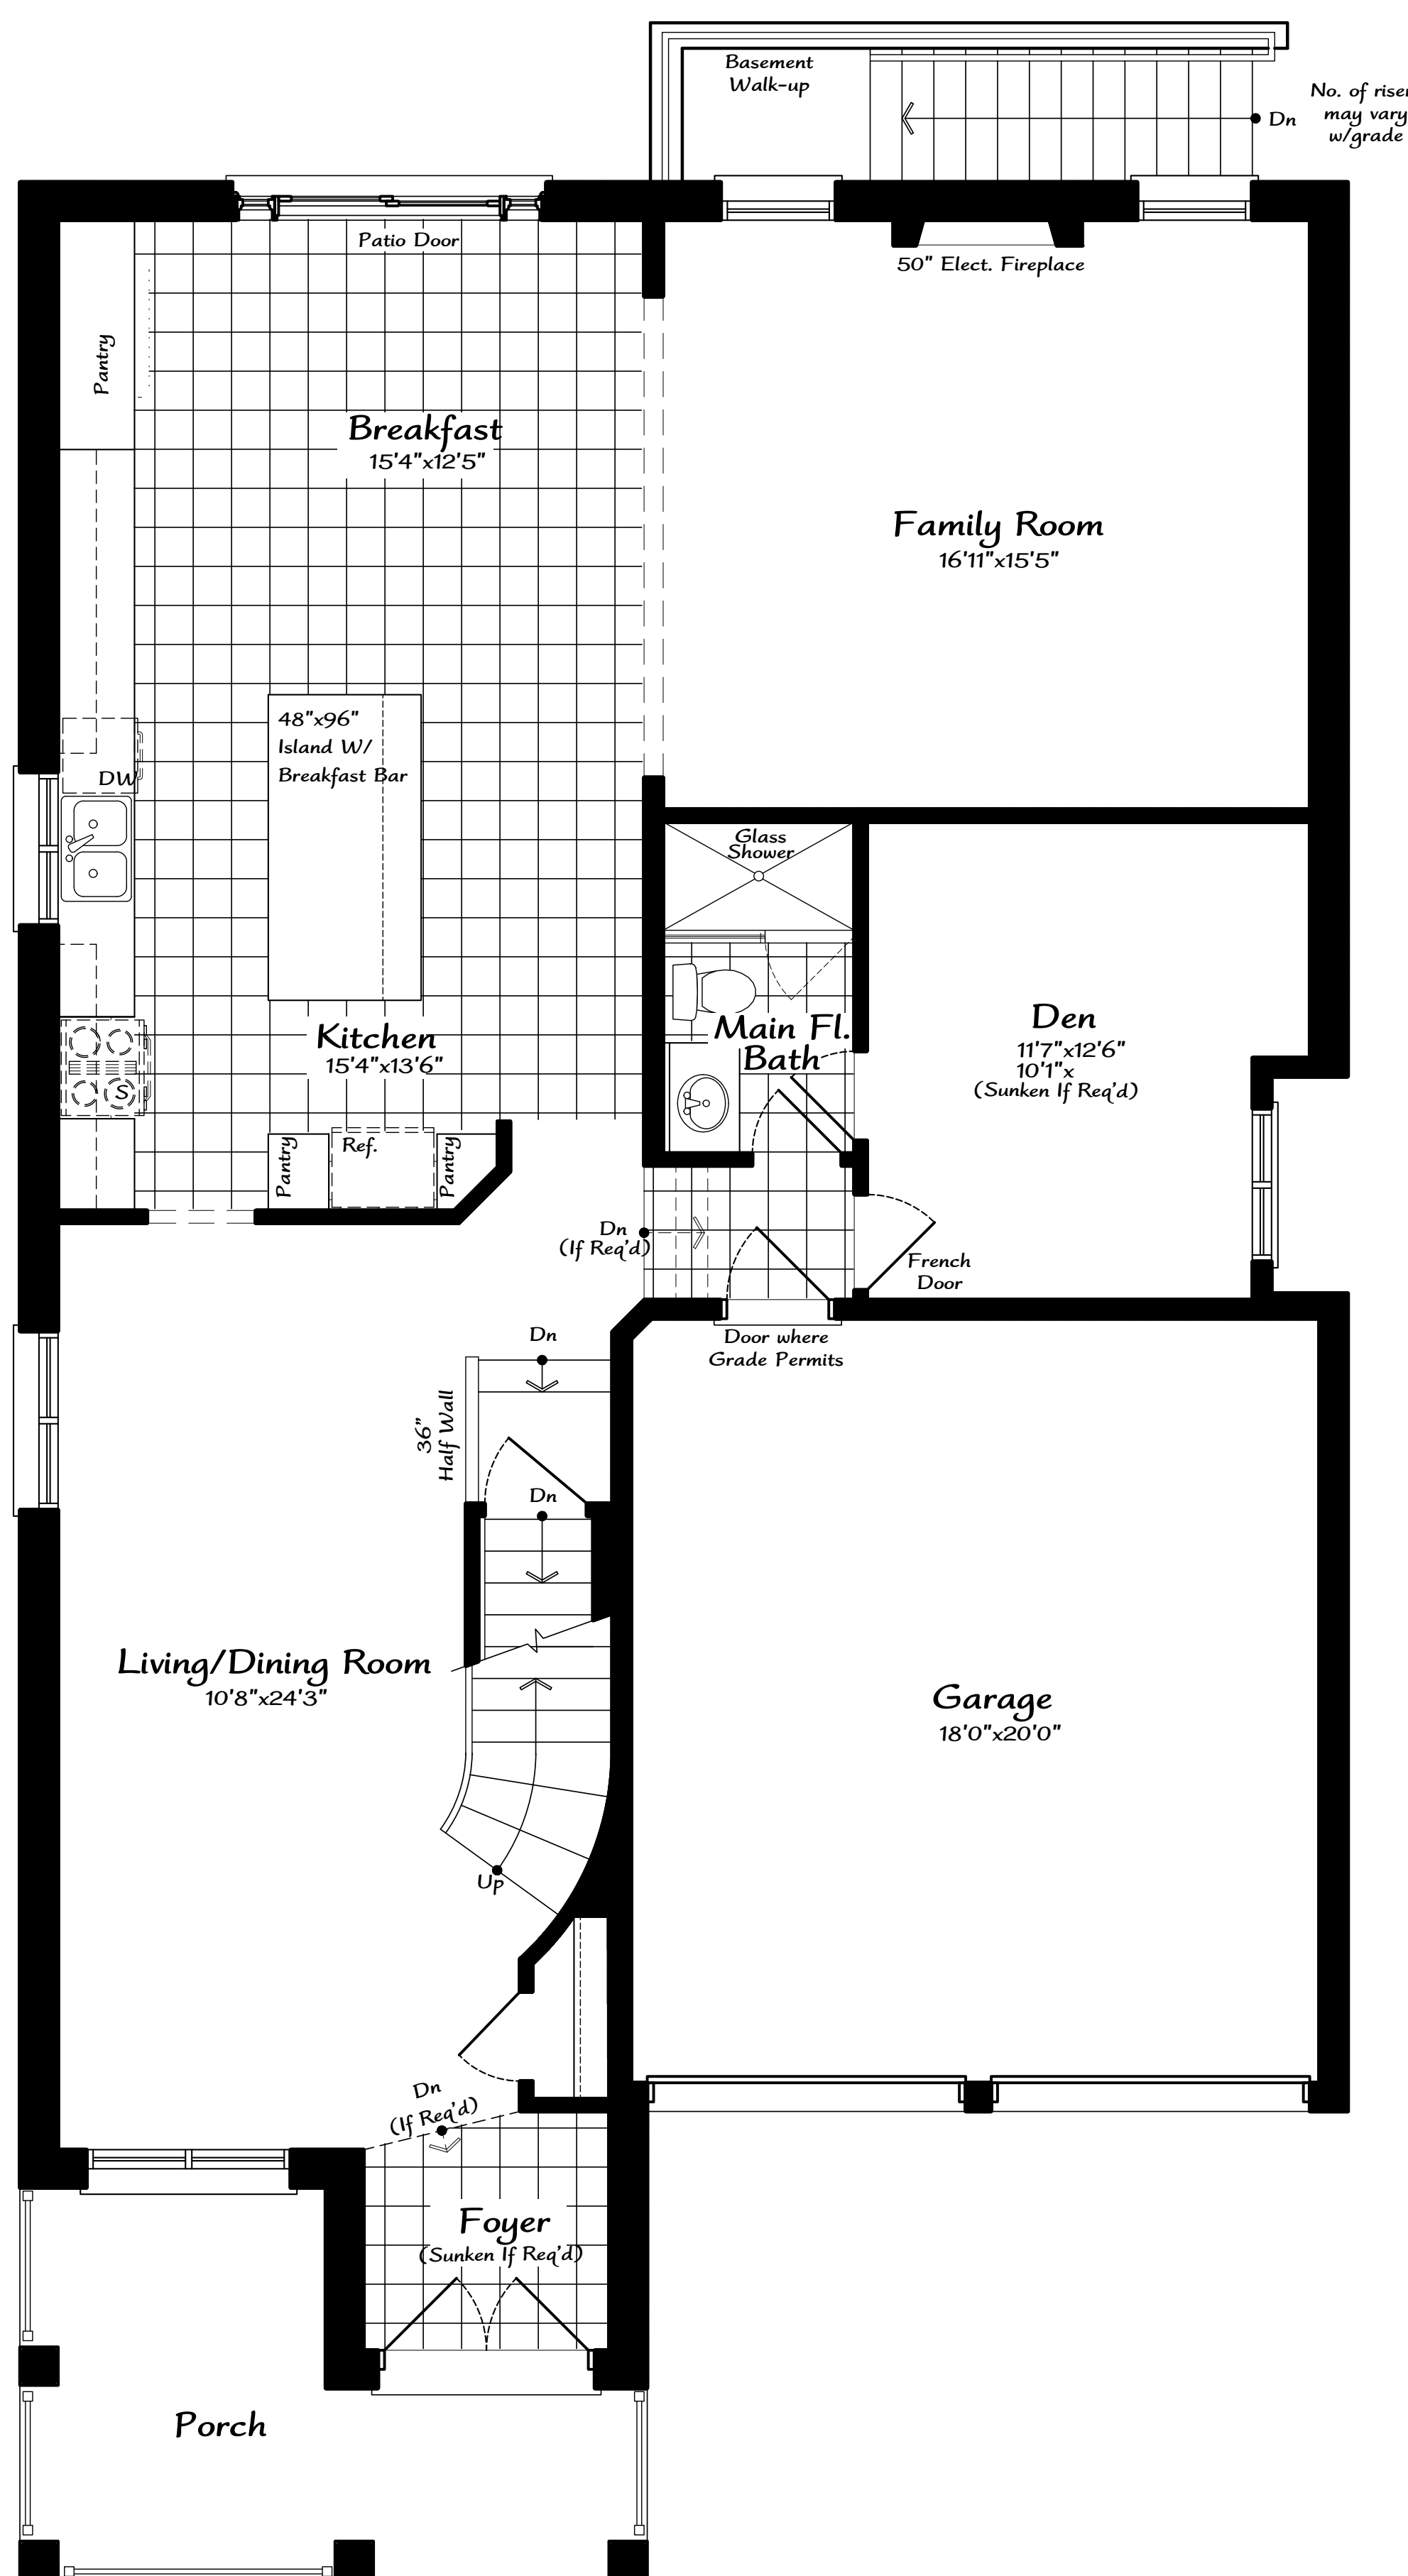 Basement
Walk-up
No. of riser
may vary
w/grade
Dn
Patio Door
50" Elect. Fireplace
Pantry
Breakfast
15'4"x12'5"
Family Room
16'11"x15'5"
48"x96"
Island W/
Breakfast Bar
DW
Glass
Shower
Kitchen
15'4"x13'6"
Main Fl.
Bath
Den
11'7"x12'6"
10'1"x
(Sunken If Req'd)
S
Pantry
Ref.
Pantry
Dn
(If Req'd)
French
Door
Dn
Door where
Grade Permits
36"
Half Wall
Dn
Living/Dining Room
10'8"x24'3"
Garage
18'0"x20'0"
Up
Dn
(If Req'd)
Foyer
(Sunken If Req'd)
Porch